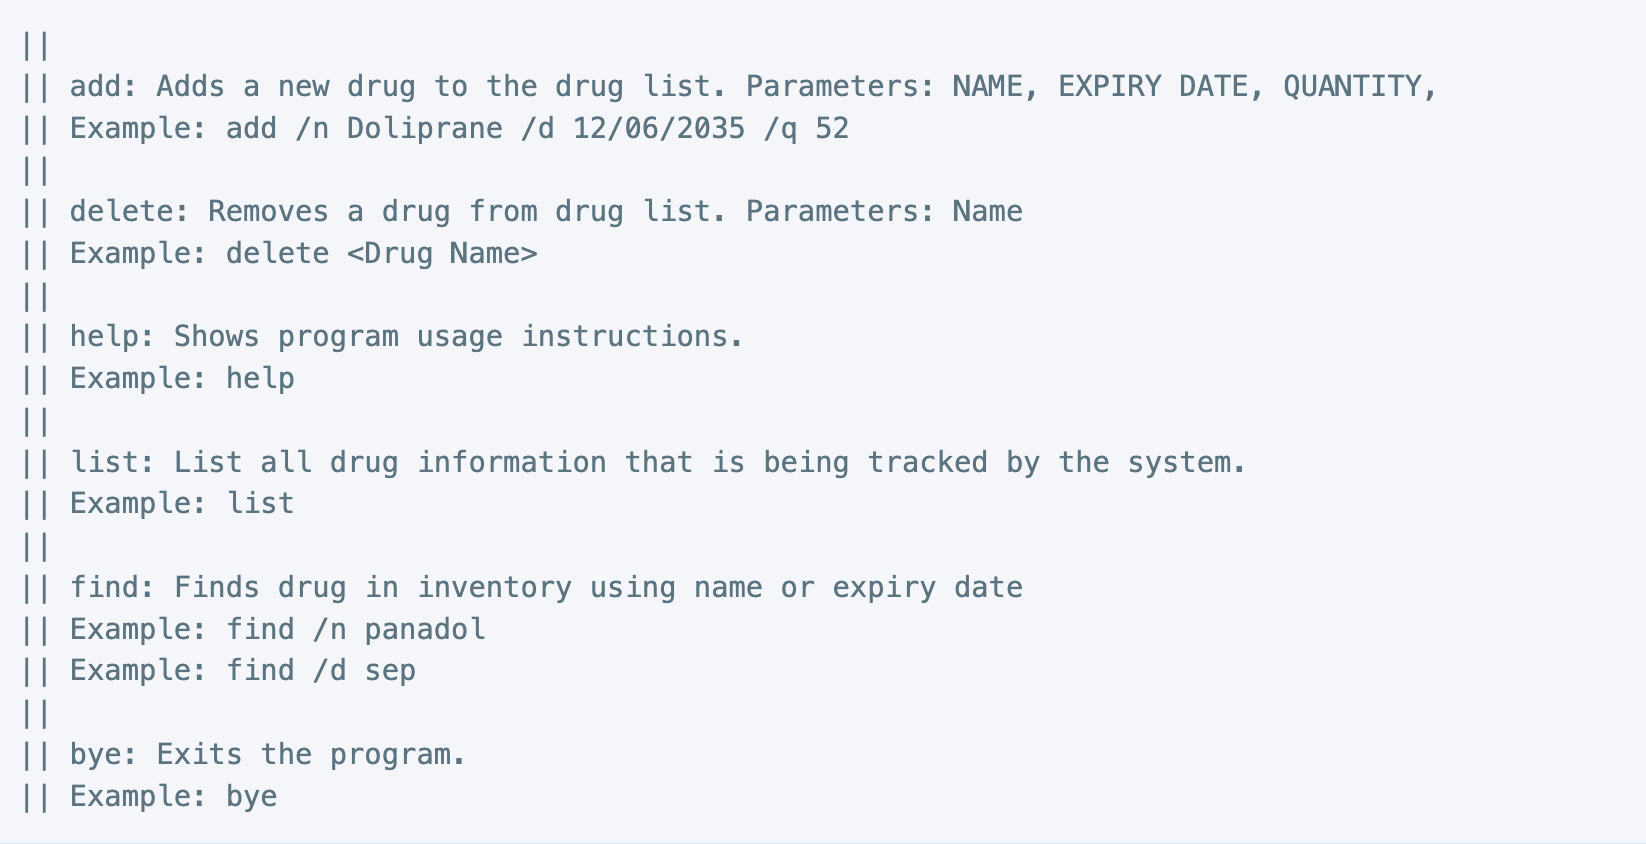 ||
|| add: Adds a new drug to the drug list. Parameters: NAME, EXPIRY DATE, QUANTITY,
|| Example: add /n Doliprane /d 12/06/2035 /q 52
||
|| delete: Removes a drug from drug list. Parameters: Name
|| Example: delete <Drug Name>
||
|| help: Shows program usage instructions.
|| Example: help
||
|| list: List all drug information that is being tracked by the system.
|| Example: list
||
|| find: Finds drug in inventory using name or expiry date
|| Example: find /n panadol
|| Example: find /d sep
||
|| bye: Exits the program.
|| Example: bye